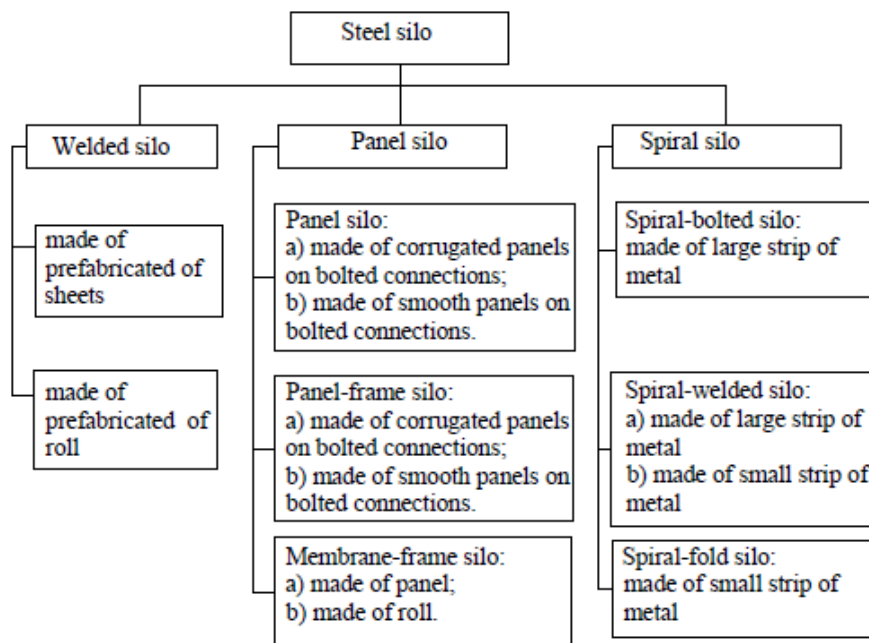 Steel silo
Welded silo
made of
prefabricated of
sheets
made of
prefabricated of
roll
Panel silo
Panel silo:
a) made of corrugated panels
on bolted connections;
b) made of smooth panels on
bolted connections.
Panel-frame silo:
a) made of corrugated panels
on bolted connections;
b) made of smooth panels on
bolted connections.
Membrane-frame silo:
a) made of panel;
b) made of roll.
Spiral silo
Spiral-bolted silo:
made of large strip of
metal
Spiral-welded silo:
a) made of large strip of
metal
b) made of small strip of
metal
Spiral-fold silo:
made of small strip of
metal